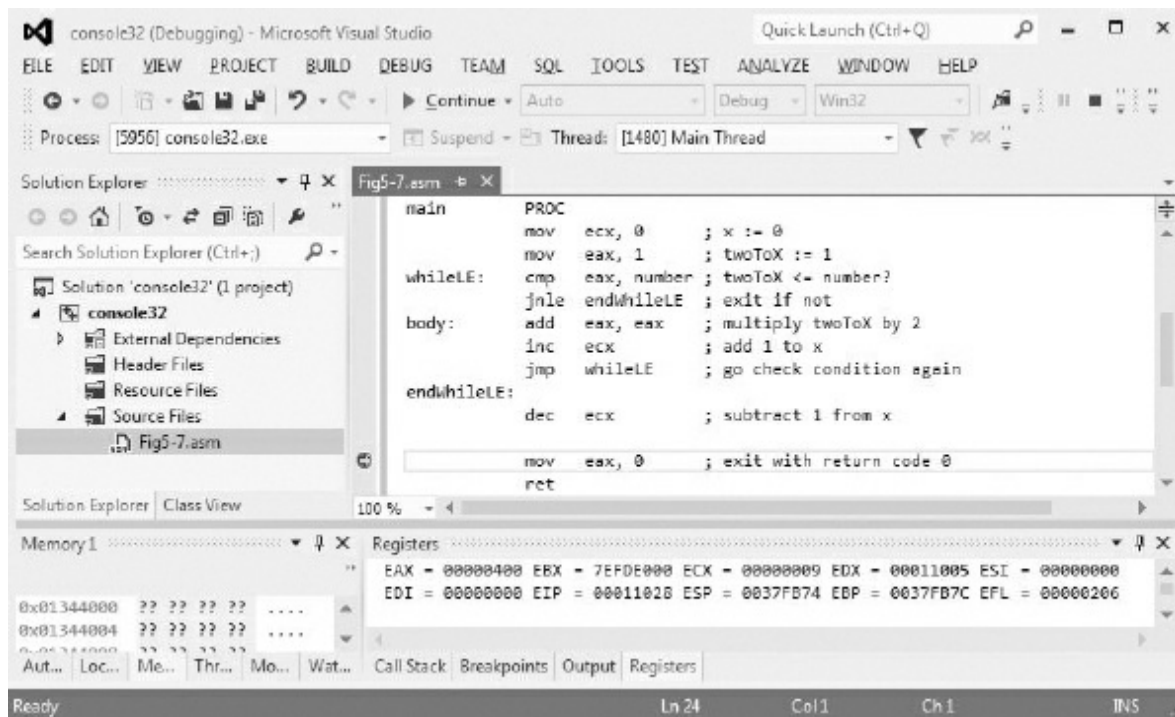 console32 (Debugging) - Microsoft Visual Studio
Quick Launch (Ctrl+Q)
FILE EDIT VIEW PROJECT BUILD DEBUG TEAM SQL TOOLS TEST ANALYZE WINDOW HELP
Continue Auto Debug Win32
Process: [5956] console32.exe Suspend Thread: [1480] Main Thread
Solution Explorer
Search Solution Explorer (Ctrl+;)
Solution 'console32' (1 project)
console32
External Dependencies
Header Files
Resource Files
Source Files
Fig5-7.asm
Solution Explorer Class View
Fig5-7.asm
main PROC
mov ecx, 0 ; x := 0
mov eax, 1 ; twoToX := 1
whileLE: cmp eax, number ; twoToX <= number?
jnle endWhileLE ; exit if not
body: add eax, eax ; multiply twoToX by 2
inc ecx ; add 1 to x
jmp whileLE ; go check condition again
endWhileLE:
dec ecx ; subtract 1 from x
mov eax, 0 ; exit with return code 0
ret
100 %
Memory 1
0x01344000 ?? ?? ?? ?? ....
0x01344004 ?? ?? ?? ?? ....
Aut... Loc... Me... Thr... Mo... Wat...
Registers
EAX = 00000400 EBX = 7EFDE000 ECX = 00000009 EDX = 00011005 ESI = 00000000
EDI = 00000000 EIP = 00011028 ESP = 0037FB74 EBP = 0037FB7C EFL = 00000206
Call Stack Breakpoints Output Registers
Ready Ln 24 Col 1 Ch 1 INS